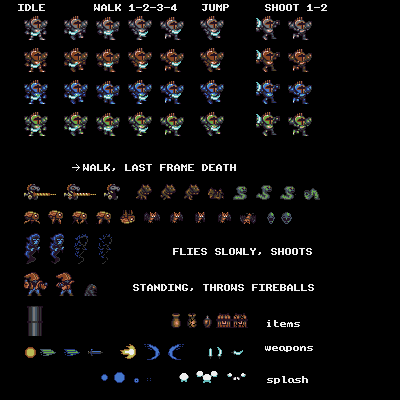 IDLE WALK 1-2-3-4 JUMP SHOOT 1-2
→WALK, LAST FRAME DEATH
FLIES SLOWLY, SHOOTS
STANDING, THROWS FIREBALLS
items
weapons
splash